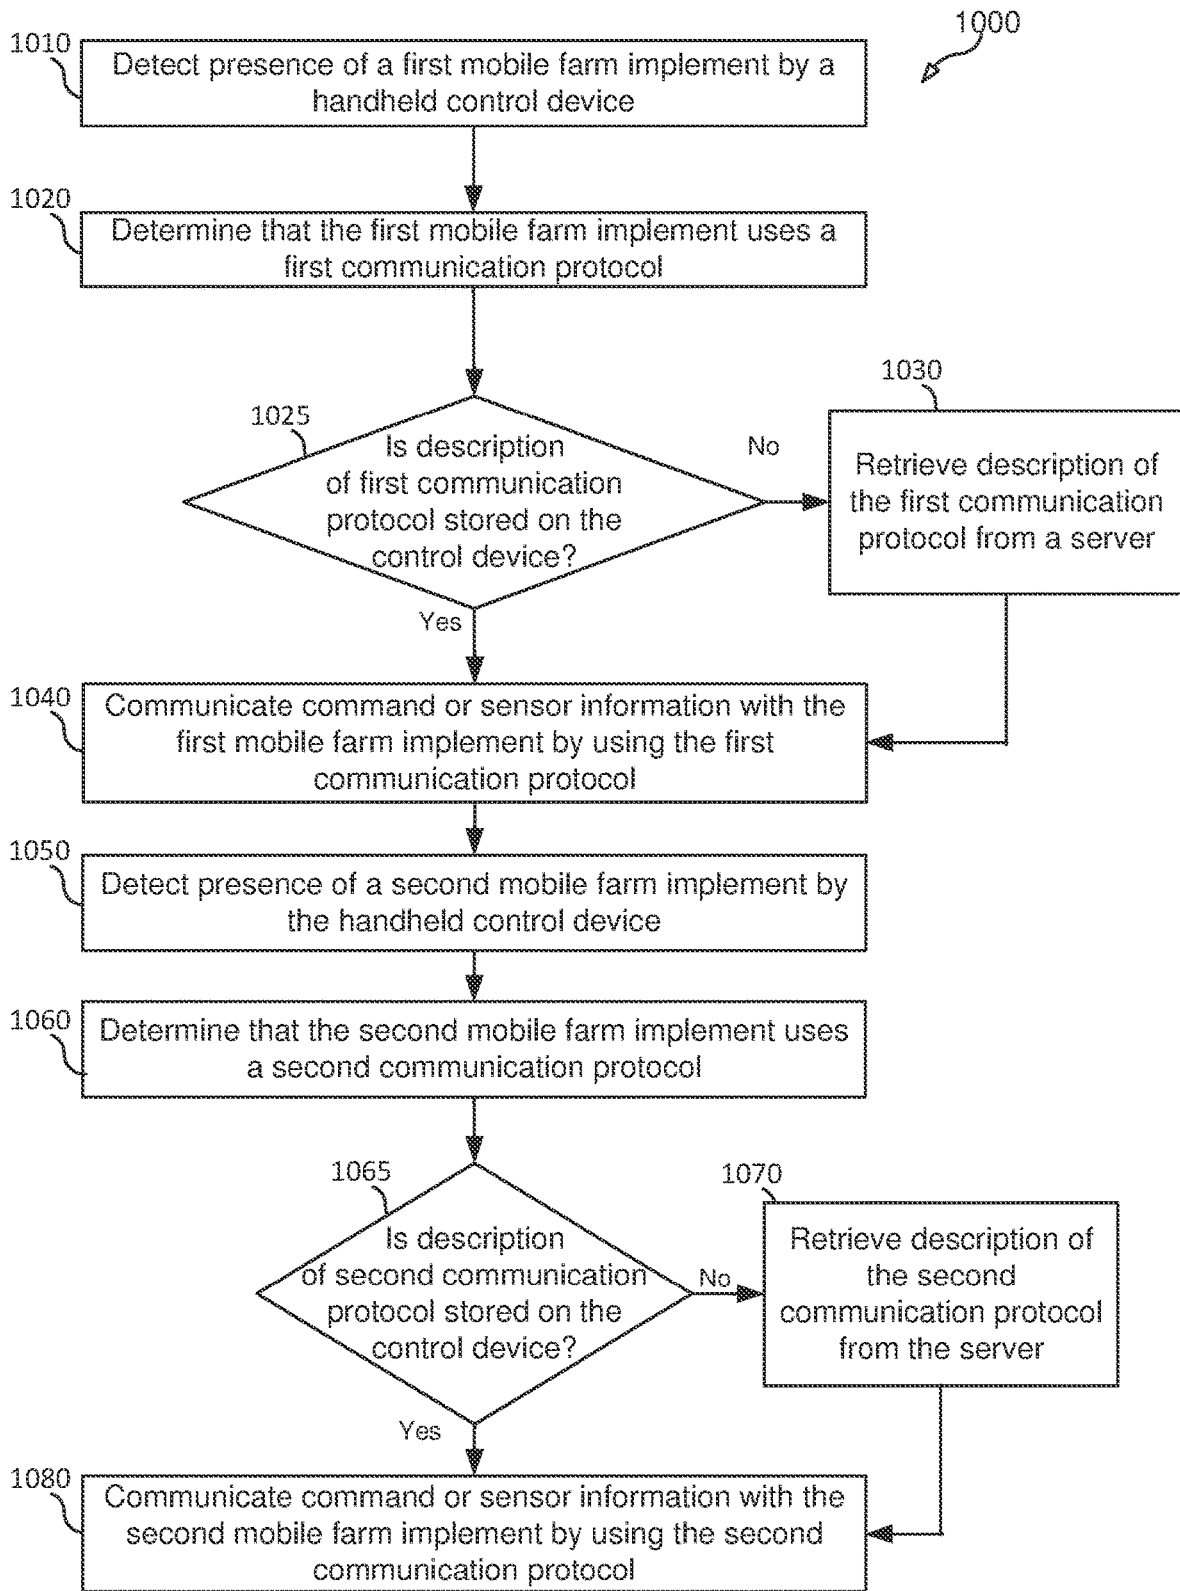 1000
1010
Detect presence of a first mobile farm implement by a
handheld control device
1020
Determine that the first mobile farm implement uses a
first communication protocol
1025
Is description
of first communication
protocol stored on the
control device?
No
1030
Retrieve description of
the first communication
protocol from a server
Yes
1040
Communicate command or sensor information with the
first mobile farm implement by using the first
communication protocol
1050
Detect presence of a second mobile farm implement by
the handheld control device
1060
Determine that the second mobile farm implement uses
a second communication protocol
1065
Is description
of second communication
protocol stored on the
control device?
No
1070
Retrieve description of
the second
communication protocol
from the server
Yes
1080
Communicate command or sensor information with the
second mobile farm implement by using the second
communication protocol